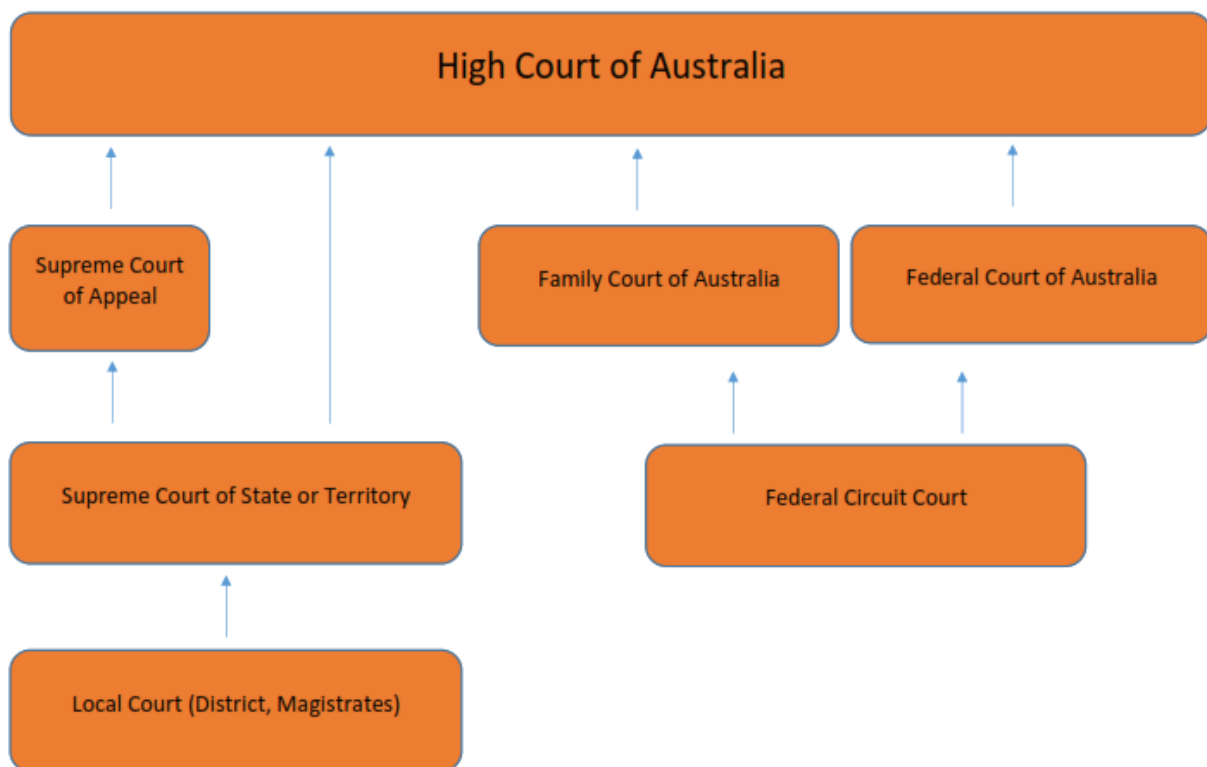 High Court of Australia
Supreme Court
of Appeal
Family Court of Australia
Federal Court of Australia
Supreme Court of State or Territory
Federal Circuit Court
Local Court (District, Magistrates)